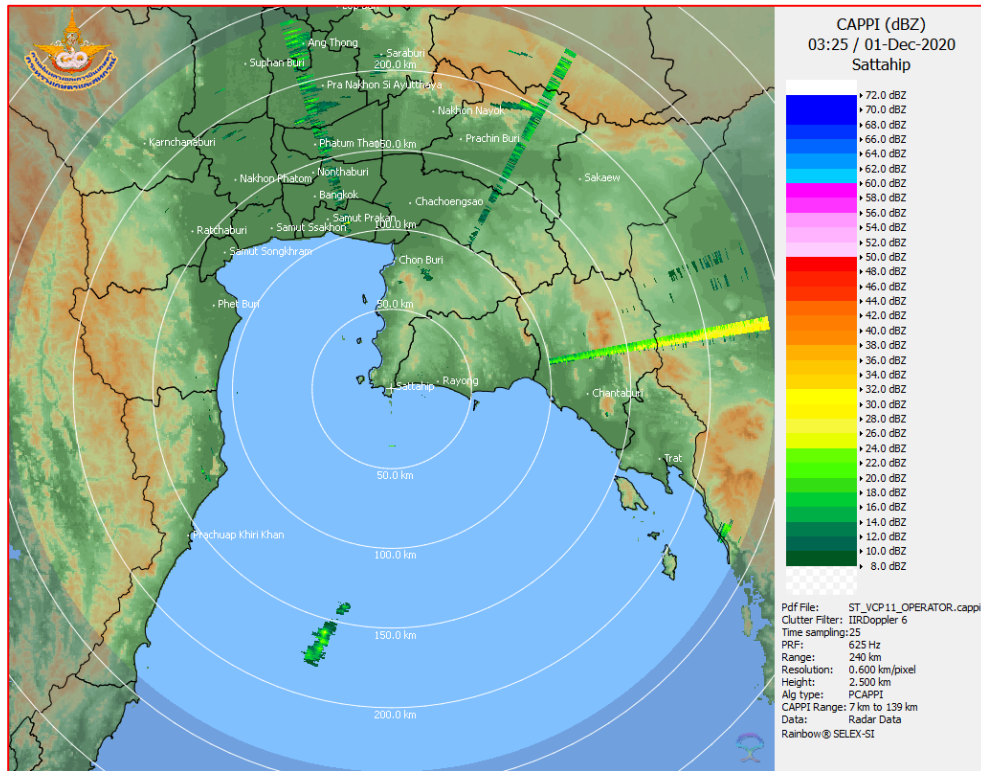 Ang Thong
Saraburi
200.0 km
Suphan Buri
Pra Nakhon Si Ayutthaya
Nakhon Nayok
Karnchanaburi
Phatum Than
150.0 km
Prachin Buri
Nonthaburi
Nakhon Phatom
Sakaew
Bangkok
Chachoengsao
Samut Prakan
Ratchaburi
Samut Ssakhon
100.0 km
Samut Songkhram
Chon Buri
Phet Buri
50.0 km
Sattahip
Rayong
Chantaburi
Trat
50.0 km
Prachuap Khiri Khan
100.0 km
150.0 km
200.0 km
CAPPI (dBZ)
03:25 / 01-Dec-2020
Sattahip
72.0 dBZ
70.0 dBZ
68.0 dBZ
66.0 dBZ
64.0 dBZ
62.0 dBZ
60.0 dBZ
58.0 dBZ
56.0 dBZ
54.0 dBZ
52.0 dBZ
50.0 dBZ
48.0 dBZ
46.0 dBZ
44.0 dBZ
42.0 dBZ
40.0 dBZ
38.0 dBZ
36.0 dBZ
34.0 dBZ
32.0 dBZ
30.0 dBZ
28.0 dBZ
26.0 dBZ
24.0 dBZ
22.0 dBZ
20.0 dBZ
18.0 dBZ
16.0 dBZ
14.0 dBZ
12.0 dBZ
10.0 dBZ
8.0 dBZ
Pdf File: ST_VCP11_OPERATOR.cappi
Clutter Filter: IIRDoppler 6
Time sampling:25
PRF: 625 Hz
Range: 240 km
Resolution: 0.600 km/pixel
Height: 2.500 km
Alg type: PCAPPI
CAPPI Range: 7 km to 139 km
Data: Radar Data
Rainbow® SELEX-SI